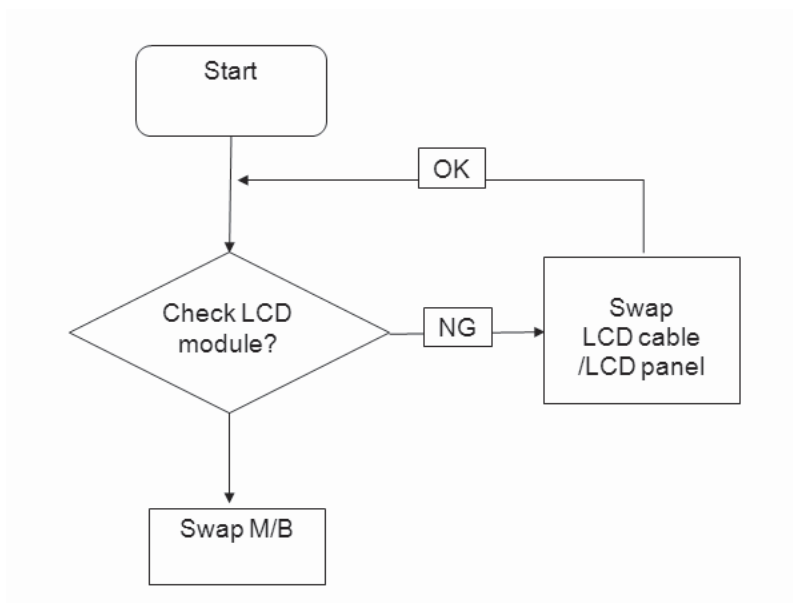 Start
OK
Check LCD
module?
NG
Swap
LCD cable
/LCD panel
Swap M/B